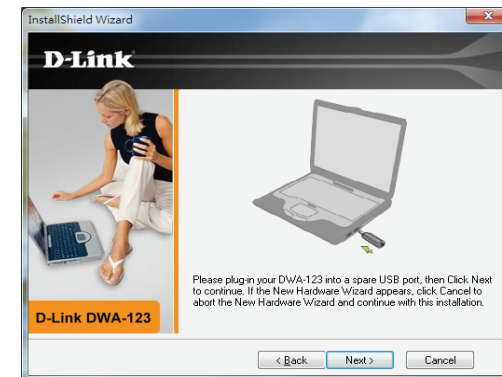 InstallShield Wizard
D-Link
Please plug-in your DWA-123 into a spare USB port, then Click Next
to continue. If the New Hardware Wizard appears, click Cancel to
abort the New Hardware Wizard and continue with this installation.
D-Link DWA-123
< Back
Next >
Cancel